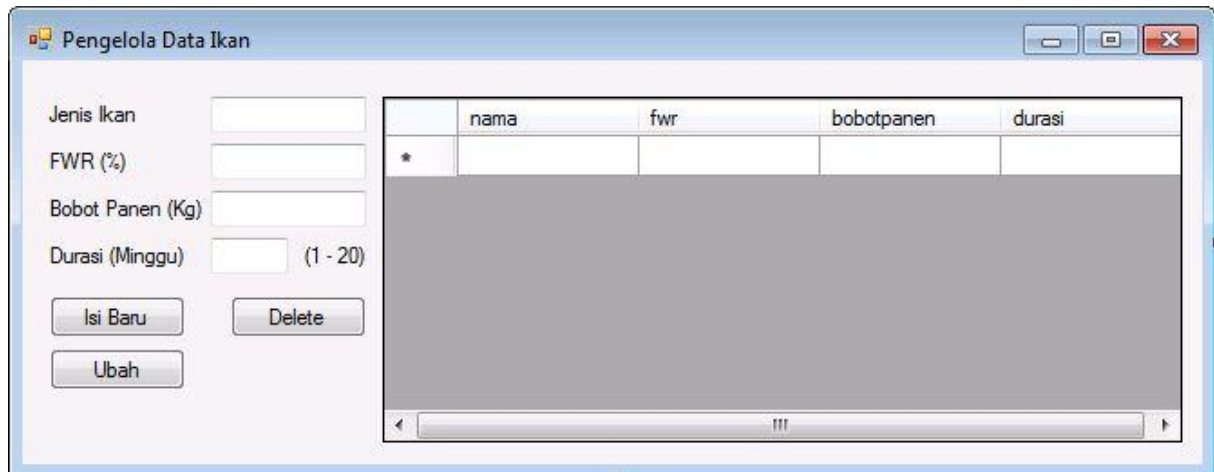 Pengelola Data Ikan
Jenis Ikan
FWR (%)
Bobot Panen (Kg)
Durasi (Minggu) (1 - 20)
Isi Baru Delete
Ubah
nama fwr bobotpanen durasi
*